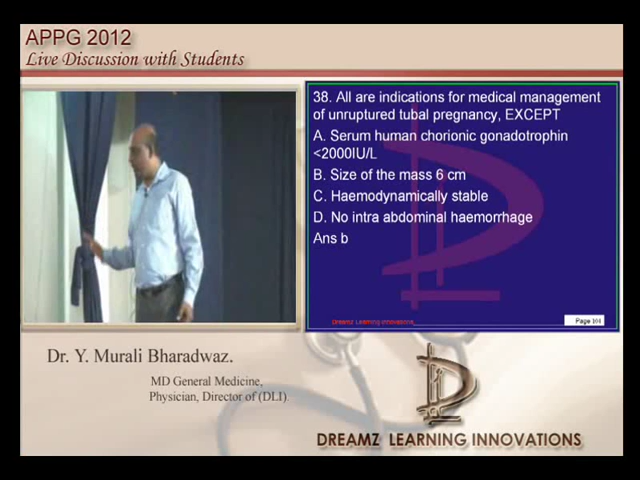 APPG 2012
Live Discussion with Students
38. All are indications for medical management
of unruptured tubal pregnancy, EXCEPT
A. Serum human chorionic gonadotrophin
<2000IU/L
B. Size of the mass 6 cm
C. Haemodynamically stable
D. No intra abdominal haemorrhage
Ans b
Dreamz Learning Innovations
Page 101
Dr. Y. Murali Bharadwaz.
MD General Medicine,
Physician, Director of (DLI)
DREAMZ LEARNING INNOVATIONS